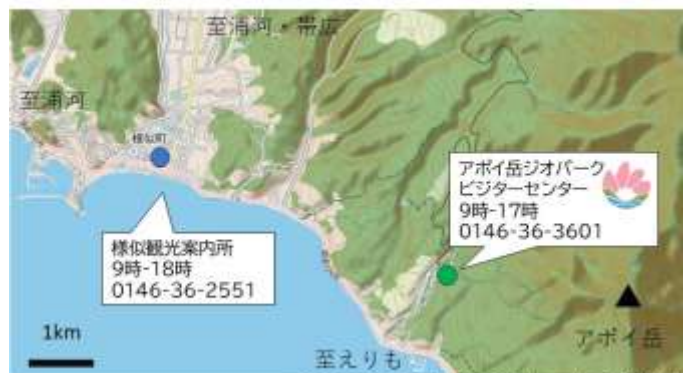 至浦河・帯広
至浦河
様似町
アポイ岳ジオパーク
ビジターセンター
9時-17時
0146-36-3601
様似観光案内所
9時-18時
0146-36-2551
1km
アポイ岳
至えりも